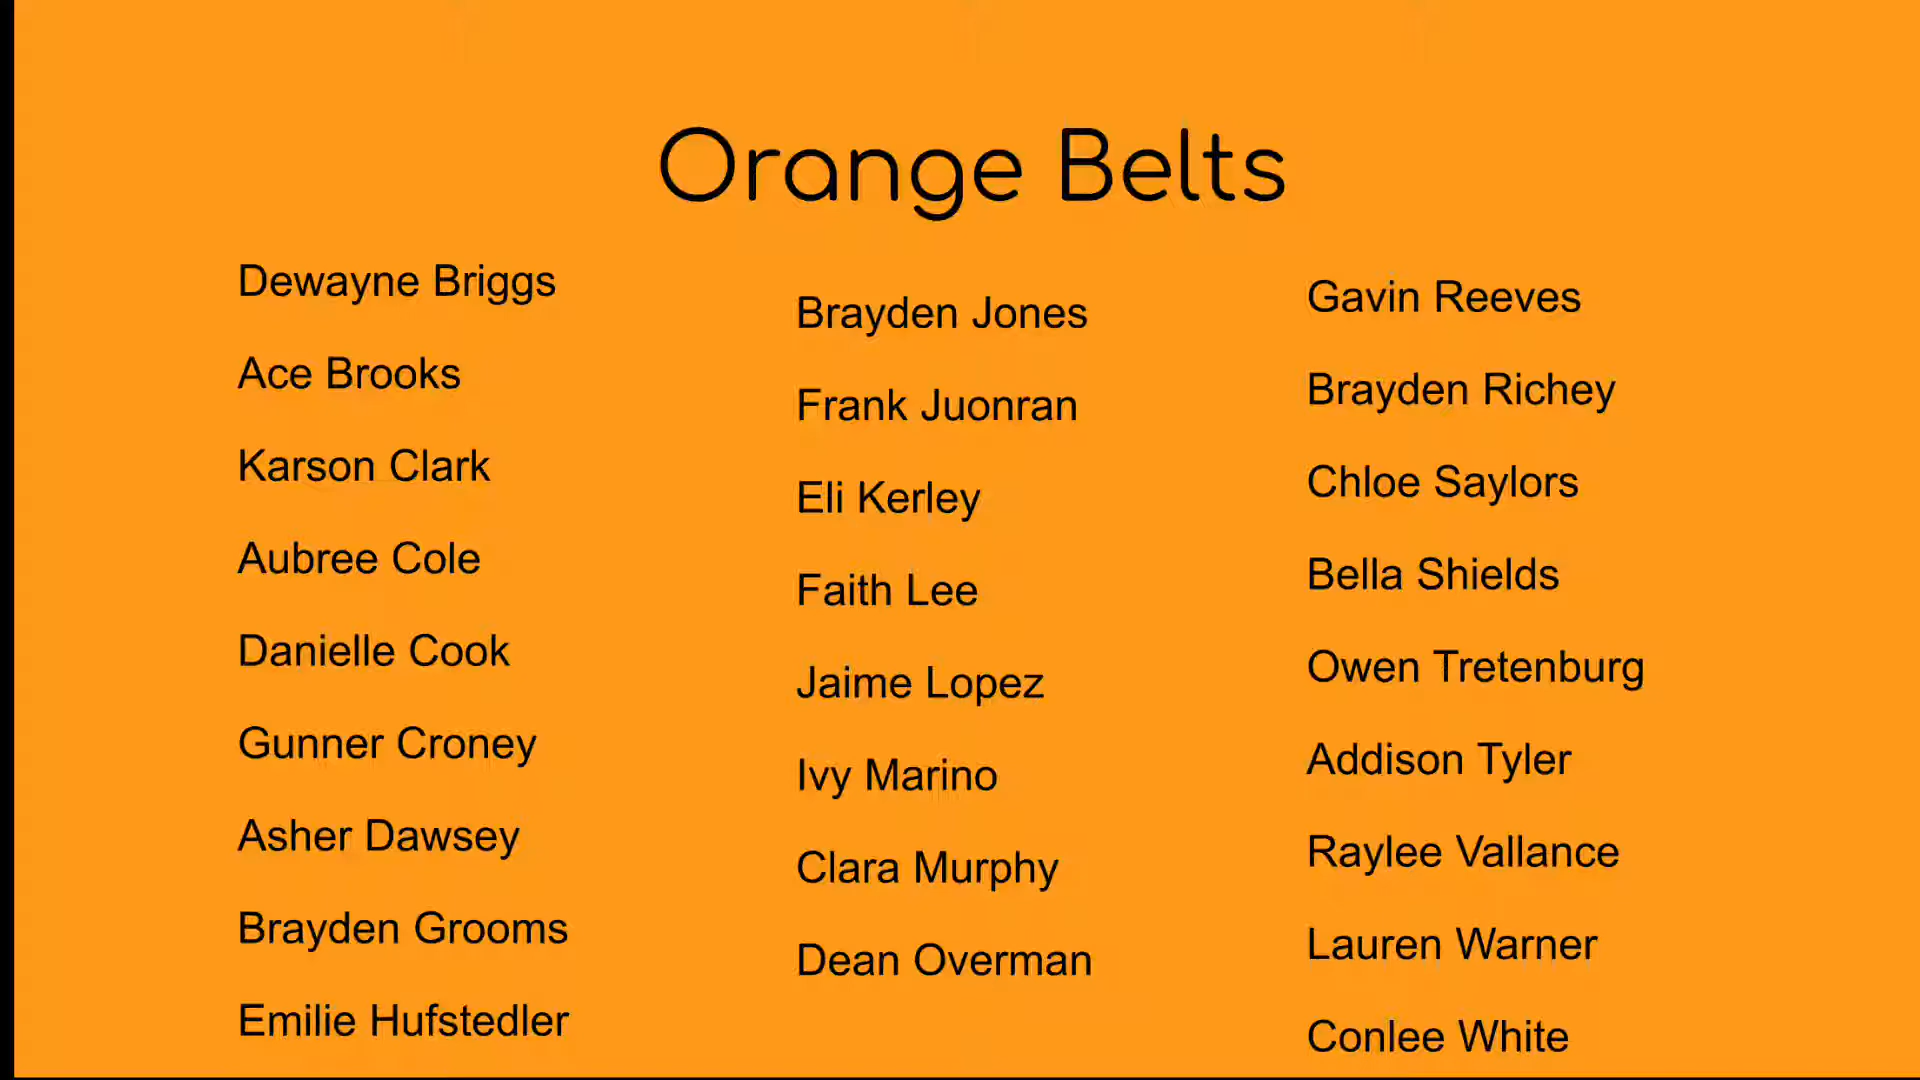 Orange Belts
Dewayne Briggs
Ace Brooks
Karson Clark
Aubree Cole
Danielle Cook
Gunner Croney
Asher Dawsey
Brayden Grooms
Emilie Hufstedler
Brayden Jones
Frank Juonran
Eli Kerley
Faith Lee
Jaime Lopez
Ivy Marino
Clara Murphy
Dean Overman
Gavin Reeves
Brayden Richey
Chloe Saylors
Bella Shields
Owen Tretenburg
Addison Tyler
Raylee Vallance
Lauren Warner
Conlee White